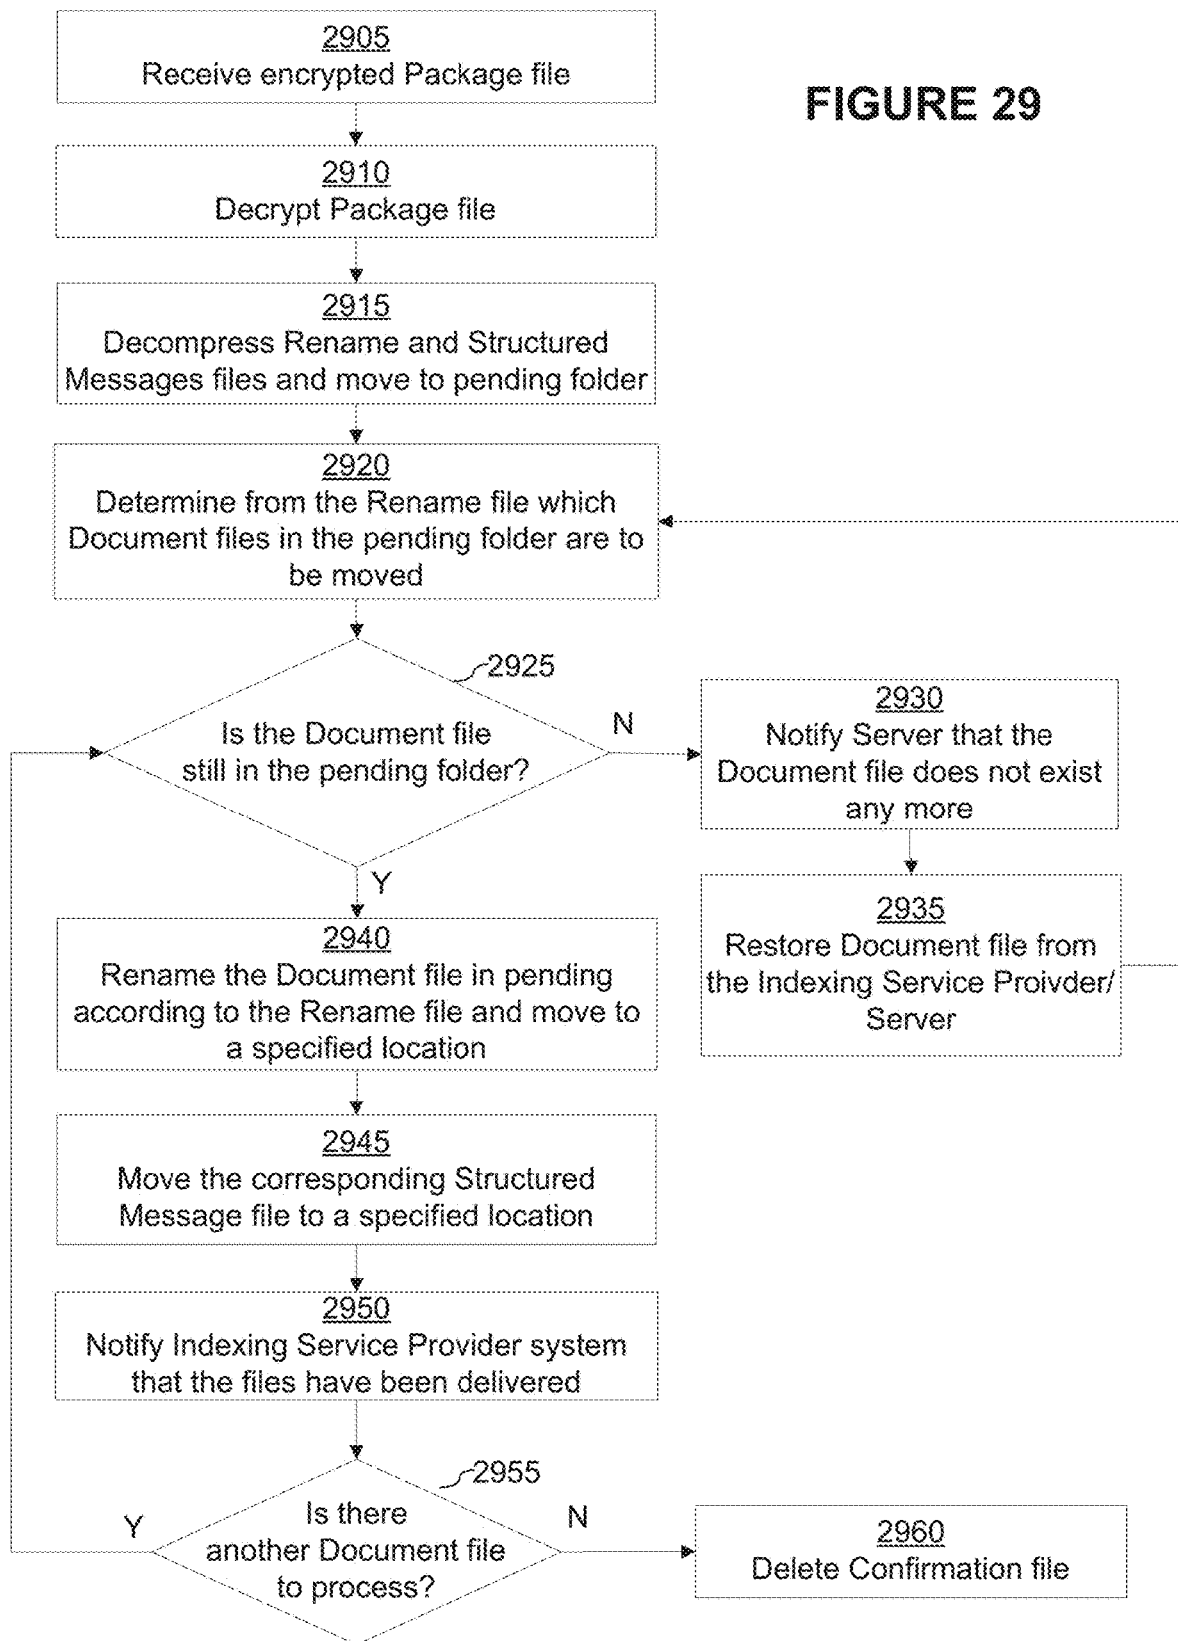 2905
Receive encrypted Package file
FIGURE 29
2910
Decrypt Package file
2915
Decompress Rename and Structured
Messages files and move to pending folder
2920
Determine from the Rename file which
Document files in the pending folder are to
be moved
2925
Is the Document file
still in the pending folder?
N
2930
Notify Server that the
Document file does not exist
any more
Y
2935
Restore Document file from
the Indexing Service Proivder/
Server
2940
Rename the Document file in pending
according to the Rename file and move to
a specified location
2945
Move the corresponding Structured
Message file to a specified location
2950
Notify Indexing Service Provider system
that the files have been delivered
2955
Is there
another Document file
to process?
Y
N
2960
Delete Confirmation file